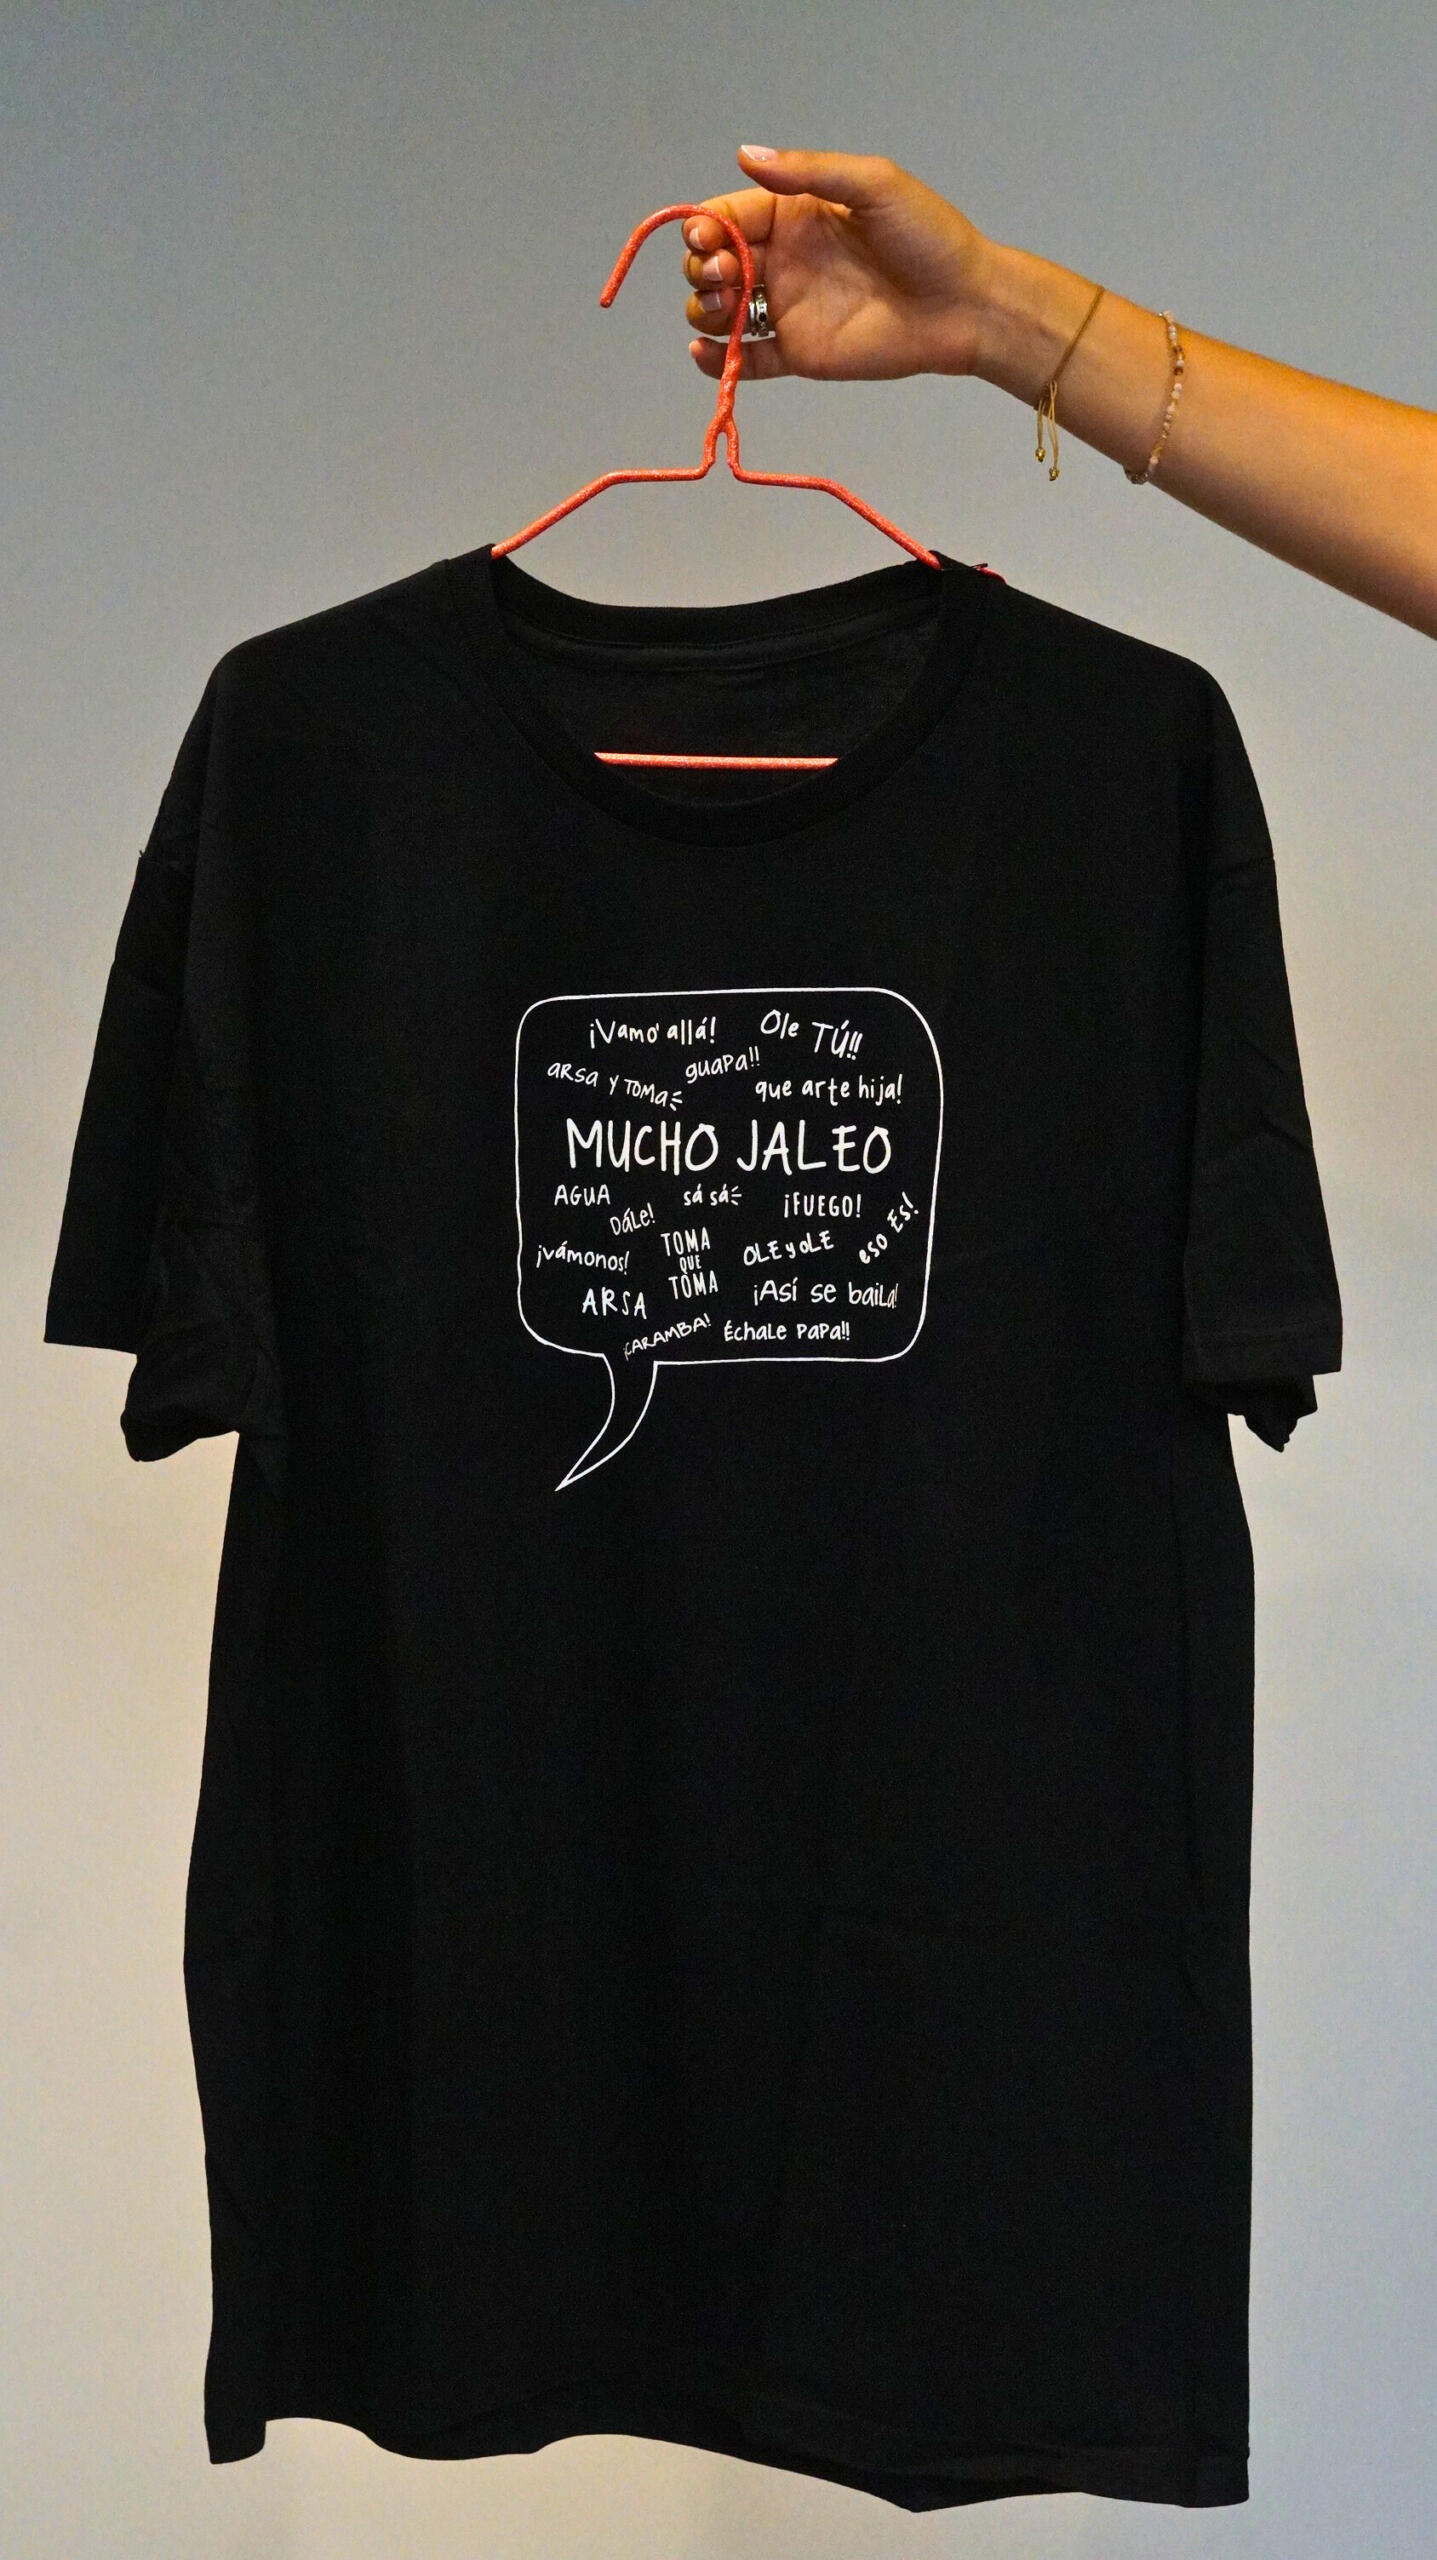 ¡Vamo' allá! Ole TÚ!!
arsa y Toma guapa!! que arte hija!
MUCHO JALEO
AGUA sá sá ¡FUEGO! eso Es!
Dále!
¡vámonos! TOMA QUE TOMA OLE y oLE
ARSA ¡Así se baila!
¡CARAMBA! Échale PaPa!!